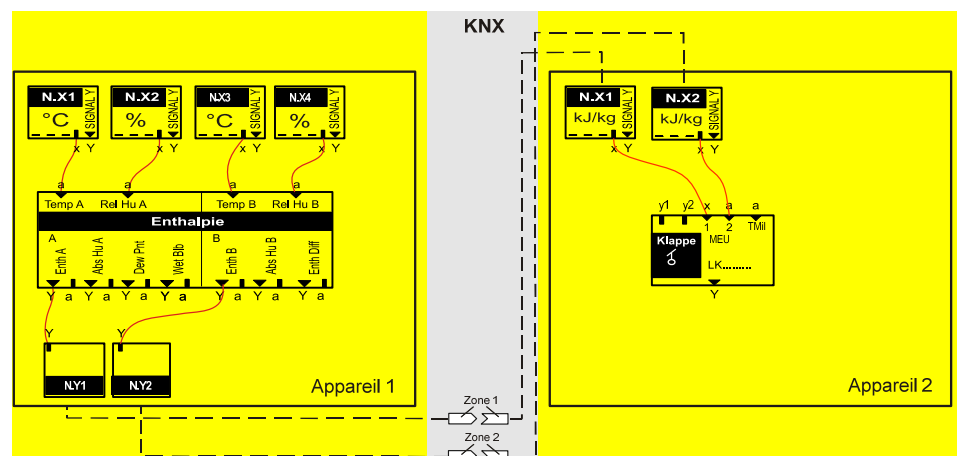 KNX
N.X1 N.X2 N.X3 N.X4
°C % °C %
SIGNAL Y SIGNAL Y SIGNAL Y SIGNAL Y
x Y x Y x Y x Y
a a a a
Temp A Rel Hu A Temp B Rel Hu B
Enthalpie
A B
Enth A Abs Hu A Dew Pnt Wet Blb Enth B Abs Hu B Enth Diff
Y a Y a Y a Y a Y a Y a Y a
Y Y
N.Y1 N.Y2
Appareil 1
Zone 1
Zone 2
N.X1 N.X2
kJ/kg kJ/kg
SIGNAL Y SIGNAL Y
x Y x Y
y1 y2 x a a
1 2 TMil
Klappe MEU
LK.........
Y
Appareil 2